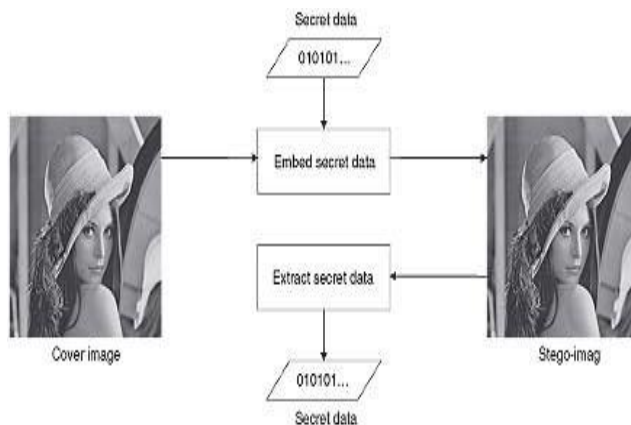 Secret data
010101...
Embed secret data
Extract secret data
Cover image
Stego-imag
010101...
Secret data